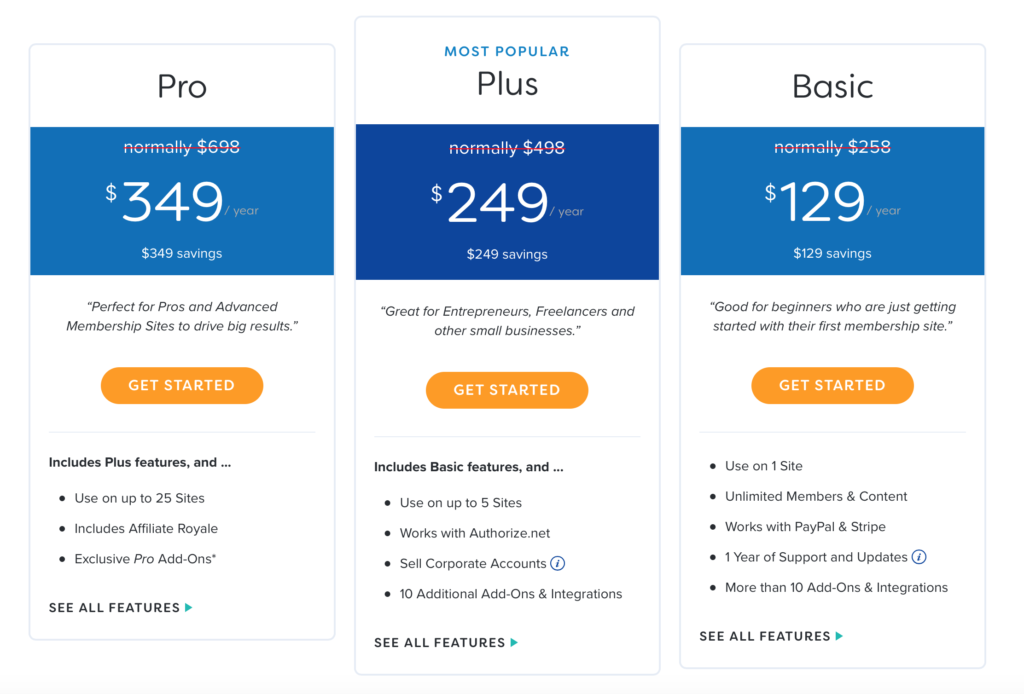 Pro
normally $698
$349 / year
$349 savings
“Perfect for Pros and Advanced
Membership Sites to drive big results.”
GET STARTED
Includes Plus features, and ...
• Use on up to 25 Sites
• Includes Affiliate Royale
• Exclusive Pro Add-Ons*
SEE ALL FEATURES ▶
MOST POPULAR
Plus
normally $498
$249 / year
$249 savings
“Great for Entrepreneurs, Freelancers and
other small businesses.”
GET STARTED
Includes Basic features, and ...
• Use on up to 5 Sites
• Works with Authorize.net
• Sell Corporate Accounts i
• 10 Additional Add-Ons & Integrations
SEE ALL FEATURES ▶
Basic
normally $258
$129 / year
$129 savings
“Good for beginners who are just getting
started with their first membership site.”
GET STARTED
• Use on 1 Site
• Unlimited Members & Content
• Works with PayPal & Stripe
• 1 Year of Support and Updates i
• More than 10 Add-Ons & Integrations
SEE ALL FEATURES ▶